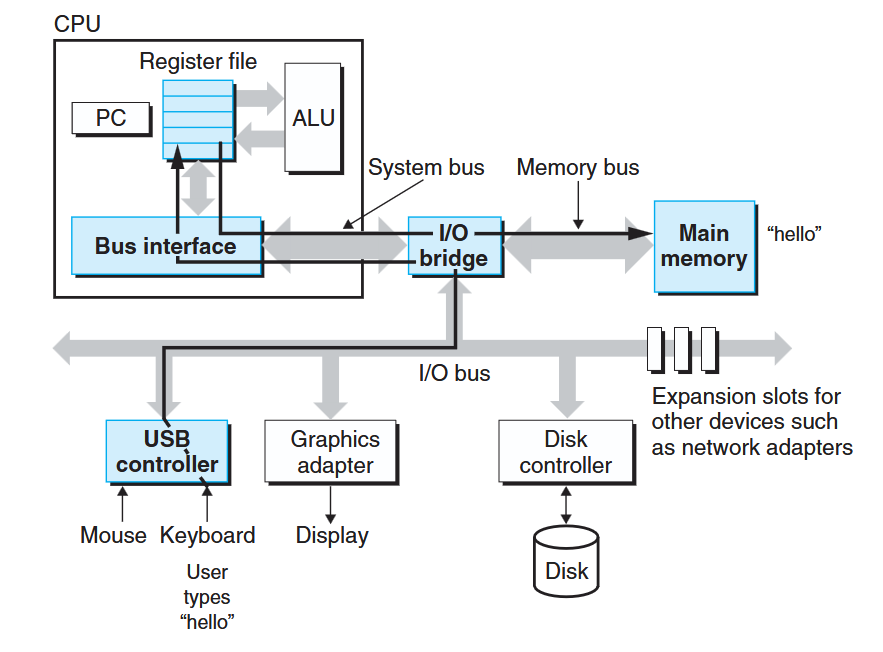 CPU
Register file
PC
ALU
System bus
Memory bus
Bus interface
I/O
bridge
Main
memory
“hello”
I/O bus
Expansion slots for
other devices such
as network adapters
USB
controller
Graphics
adapter
Disk
controller
Mouse
Keyboard
Display
Disk
User
types
“hello”